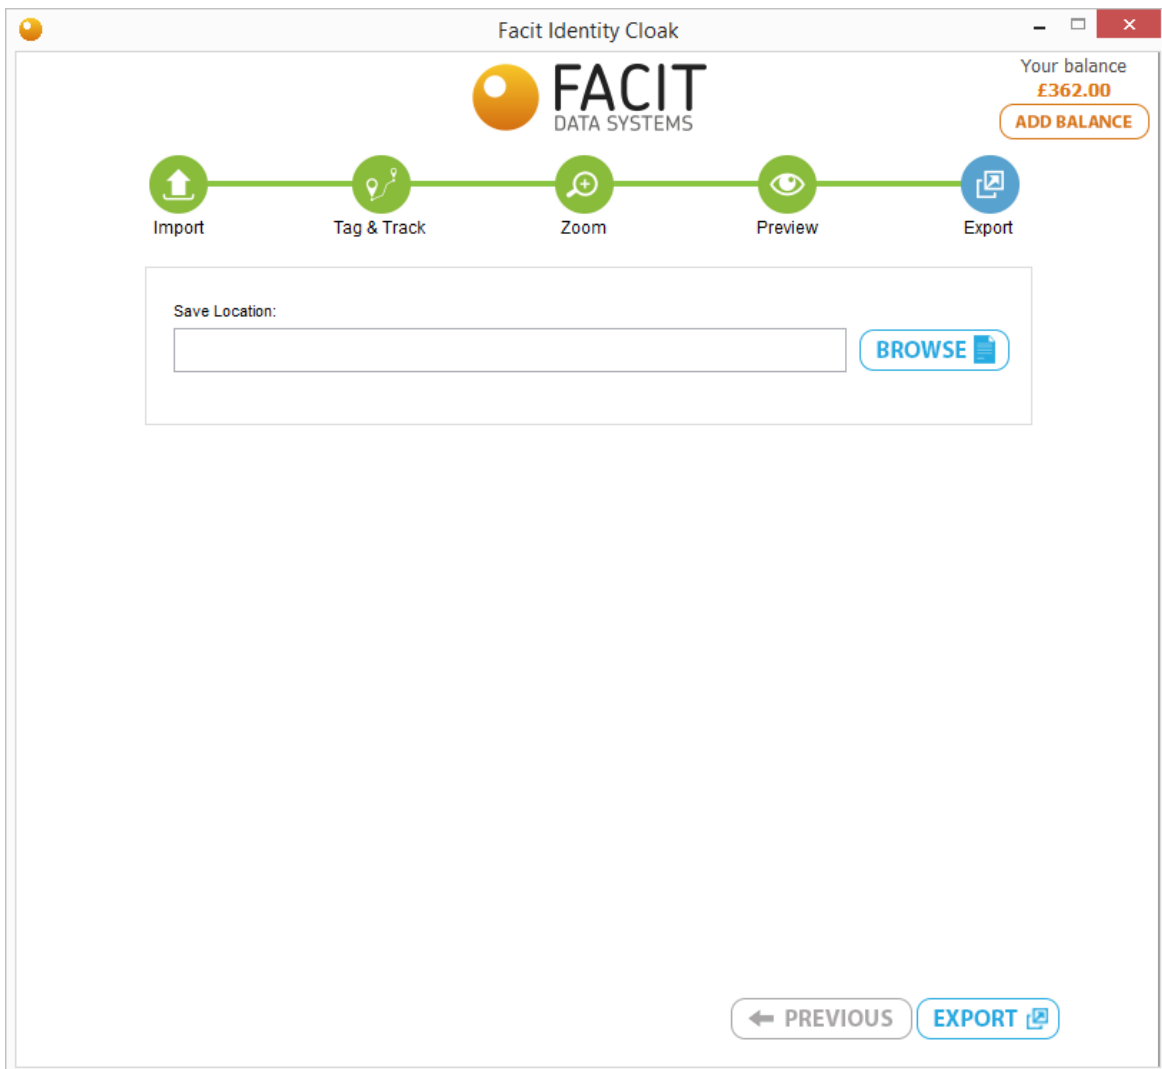 Facit Identity Cloak
FACIT
DATA SYSTEMS
Your balance
£362.00
ADD BALANCE
Import
Tag & Track
Zoom
Preview
Export
Save Location:
BROWSE
PREVIOUS
EXPORT